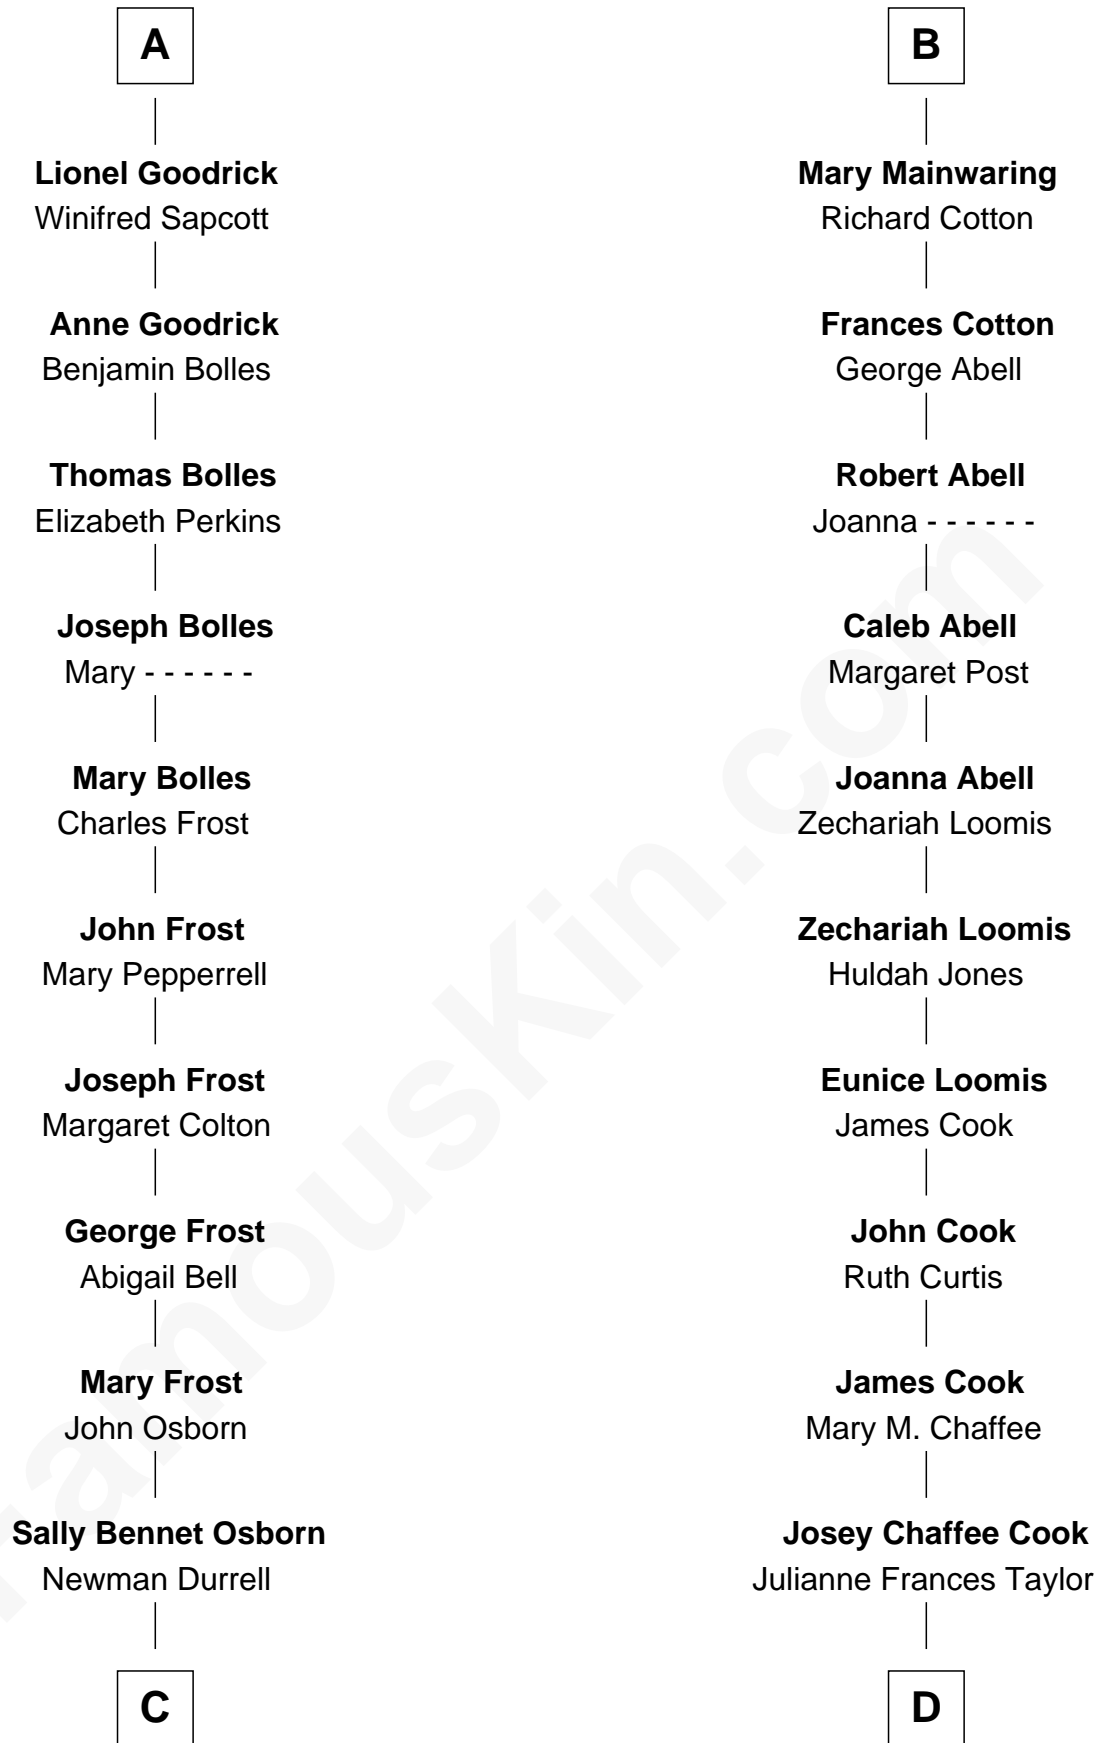 A
Lionel Goodrick
Winifred Sapcott
Anne Goodrick
Benjamin Bolles
Thomas Bolles
Elizabeth Perkins
Joseph Bolles
Mary - - - - - -
Mary Bolles
Charles Frost
John Frost
Mary Pepperrell
Joseph Frost
Margaret Colton
George Frost
Abigail Bell
Mary Frost
John Osborn
Sally Bennet Osborn
Newman Durrell
C
B
Mary Mainwaring
Richard Cotton
Frances Cotton
George Abell
Robert Abell
Joanna - - - - - -
Caleb Abell
Margaret Post
Joanna Abell
Zechariah Loomis
Zechariah Loomis
Huldah Jones
Eunice Loomis
James Cook
John Cook
Ruth Curtis
James Cook
Mary M. Chaffee
Josey Chaffee Cook
Julianne Frances Taylor
D
FamousKin.com